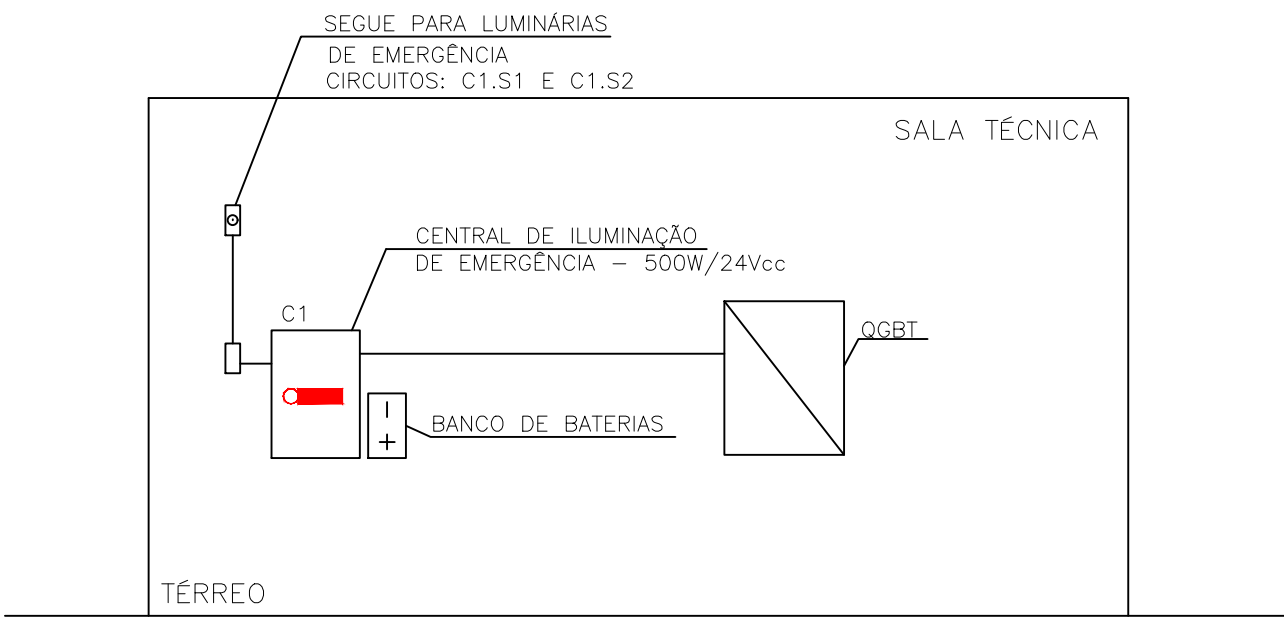 SEGUE PARA LUMINÁRIAS
DE EMERGÊNCIA
CIRCUITOS: C1.S1 E C1.S2
SALA TÉCNICA
CENTRAL DE ILUMINAÇÃO
DE EMERGÊNCIA – 500W/24Vcc
C1
QGBT
BANCO DE BATERIAS
TÉRREO